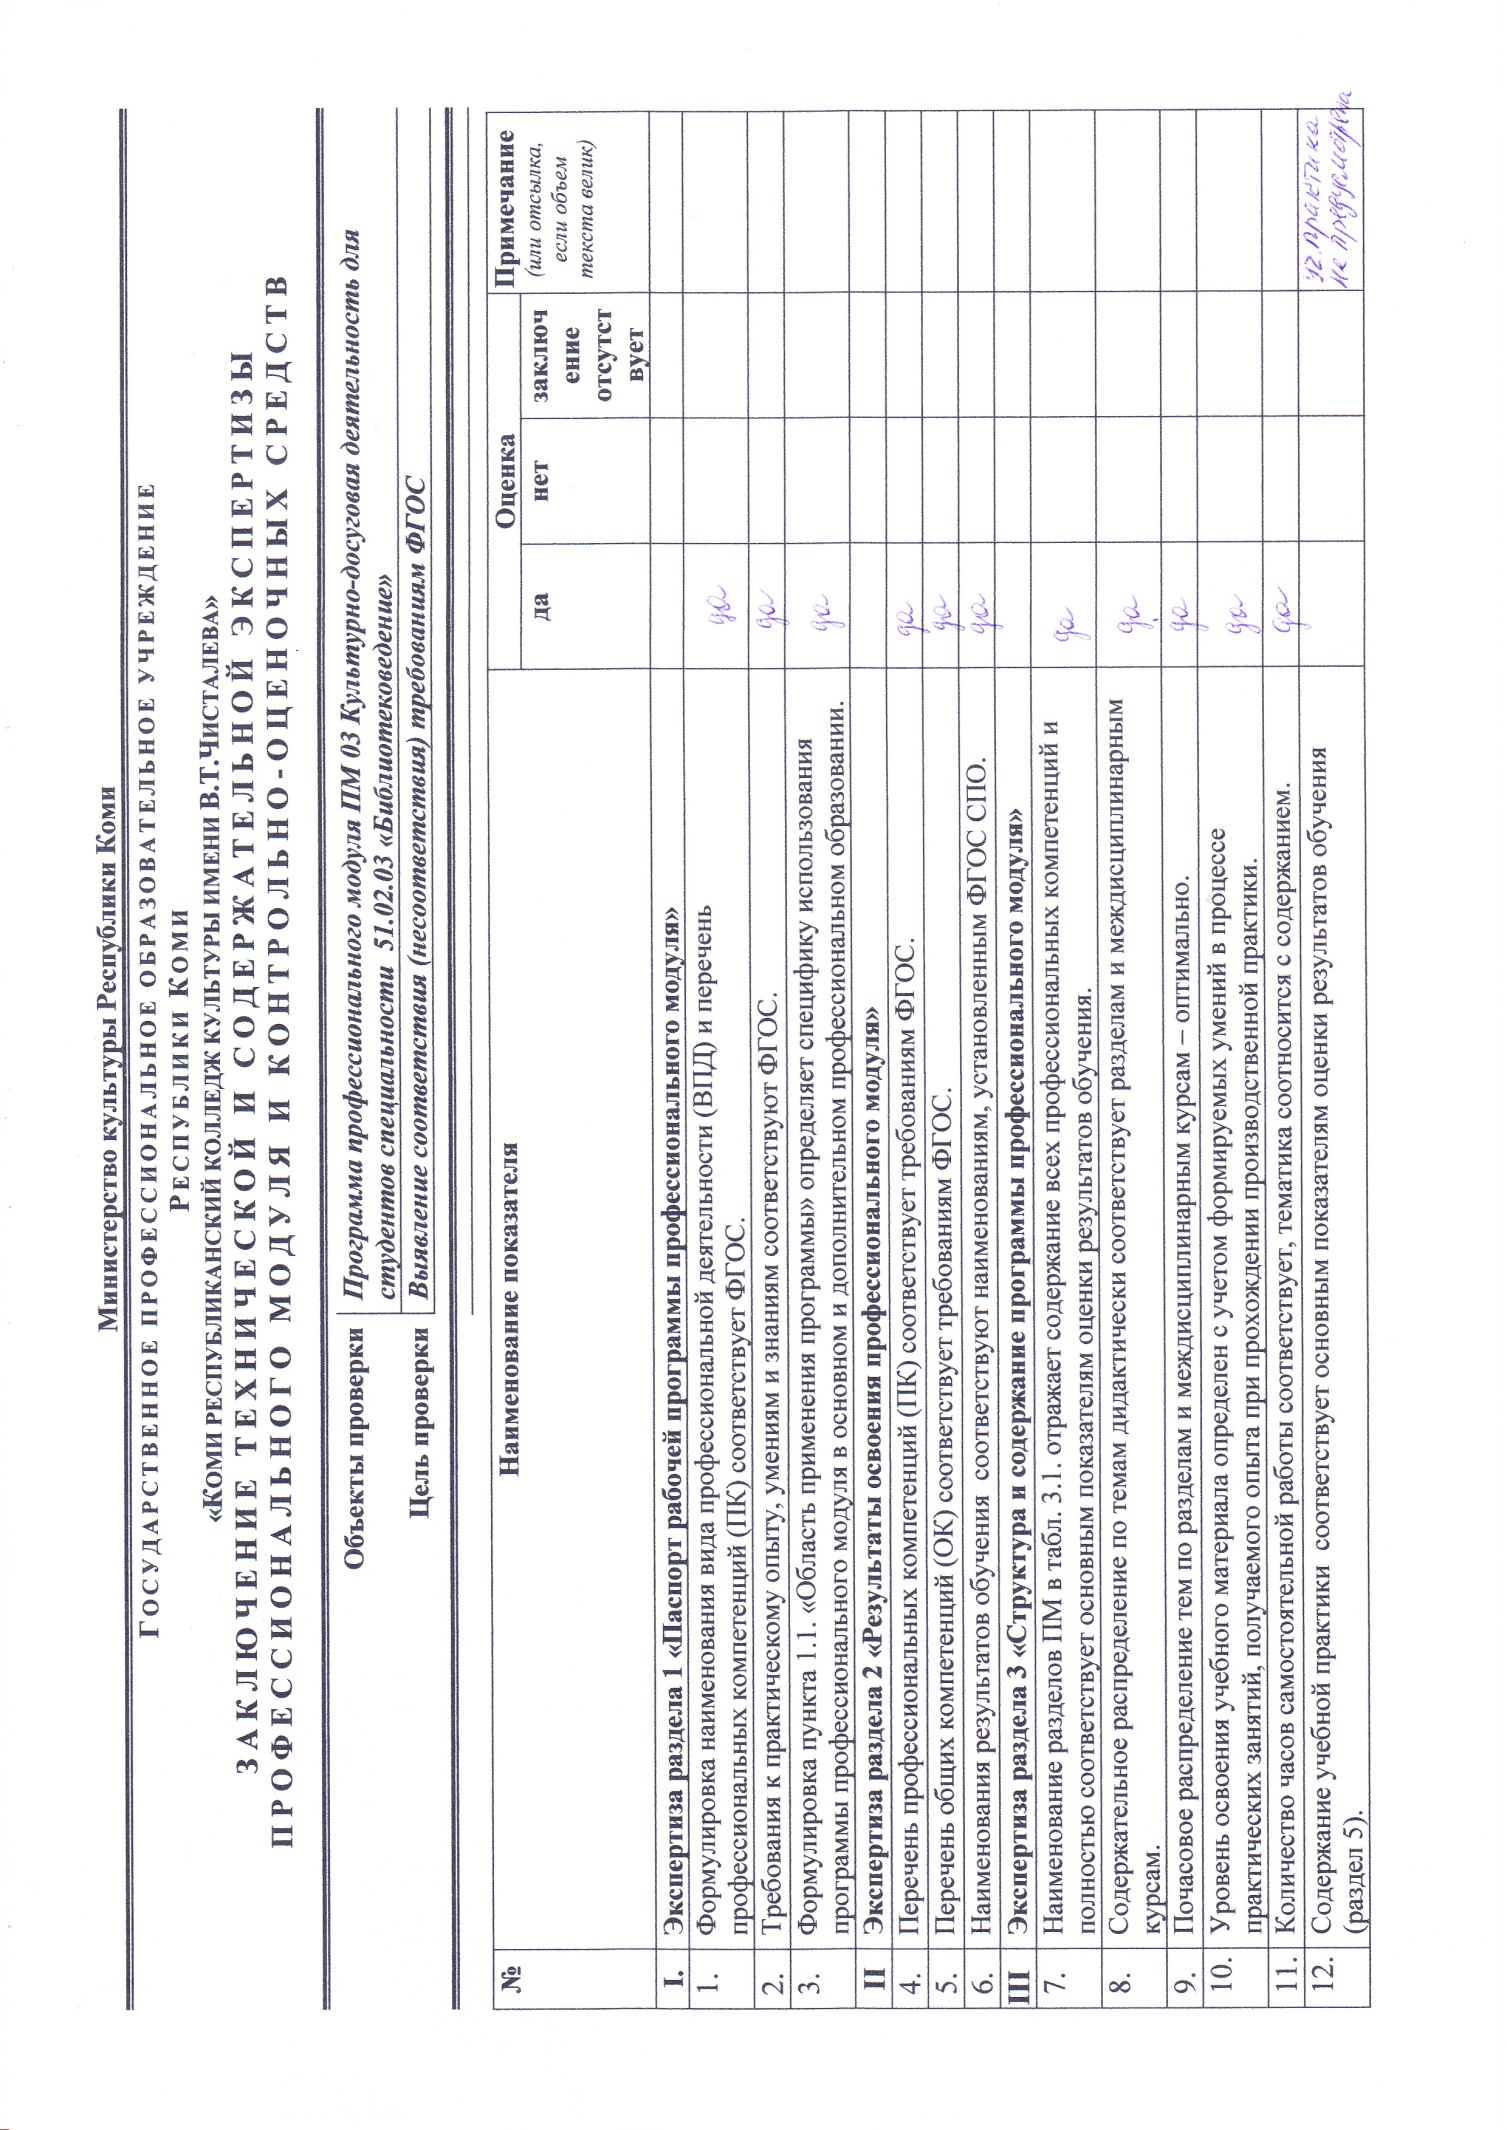 Министерство культуры Республики Коми
ГОСУДАРСТВЕННОЕ ПРОФЕССИОНАЛЬНОЕ ОБРАЗОВАТЕЛЬНОЕ УЧРЕЖДЕНИЕ
РЕСПУБЛИКИ КОМИ
«КОМИ РЕСПУБЛИКАНСКИЙ КОЛЛЕДЖ КУЛЬТУРЫ ИМЕНИ В.Т.ЧИСТАЛЕВА»
ЗАКЛЮЧЕНИЕ ТЕХНИЧЕСКОЙ И СОДЕРЖАТЕЛЬНОЙ ЭКСПЕРТИЗЫ
ПРОФЕССИОНАЛЬНОГО МОДУЛЯ И КОНТРОЛЬНО-ОЦЕНОЧНЫХ СРЕДСТВ
Объекты проверки Программа профессионального модуля ПМ 03 Культурно-досуговая деятельность для
студентов специальности 51.02.03 «Библиотековедение»
Цель проверки Выявление соответствия (несоответствия) требованиям ФГОС
№ Наименование показателя Оценка Примечание
(или отсылка,
если объем
текста велик)
да нет заключ
ение
отсутст
вует
I. Экспертиза раздела 1 «Паспорт рабочей программы профессионального модуля»
1. Формулировка наименования вида профессиональной деятельности (ВПД) и перечень
профессиональных компетенций (ПК) соответствует ФГОС. да
2. Требования к практическому опыту, умениям и знаниям соответствуют ФГОС. да
3. Формулировка пункта 1.1. «Область применения программы» определяет специфику использования
программы профессионального модуля в основном и дополнительном профессиональном образовании. да
II Экспертиза раздела 2 «Результаты освоения профессионального модуля»
4. Перечень профессиональных компетенций (ПК) соответствует требованиям ФГОС. да
5. Перечень общих компетенций (ОК) соответствует требованиям ФГОС. да
6. Наименования результатов обучения соответствуют наименованиям, установленным ФГОС СПО. да
III Экспертиза раздела 3 «Структура и содержание программы профессионального модуля»
7. Наименование разделов ПМ в табл. 3.1. отражает содержание всех профессиональных компетенций и
полностью соответствует основным показателям оценки результатов обучения. да
8. Содержательное распределение по темам дидактически соответствует разделам и междисциплинарным
курсам. да
9. Почасовое распределение тем по разделам и междисциплинарным курсам – оптимально. да
10. Уровень освоения учебного материала определен с учетом формируемых умений в процессе
практических занятий, получаемого опыта при прохождении производственной практики. да
11. Количество часов самостоятельной работы соответствует, тематика соотносится с содержанием. да
12. Содержание учебной практики соответствует основным показателям оценки результатов обучения
(раздел 5).
уч. практика
не предусмотрена